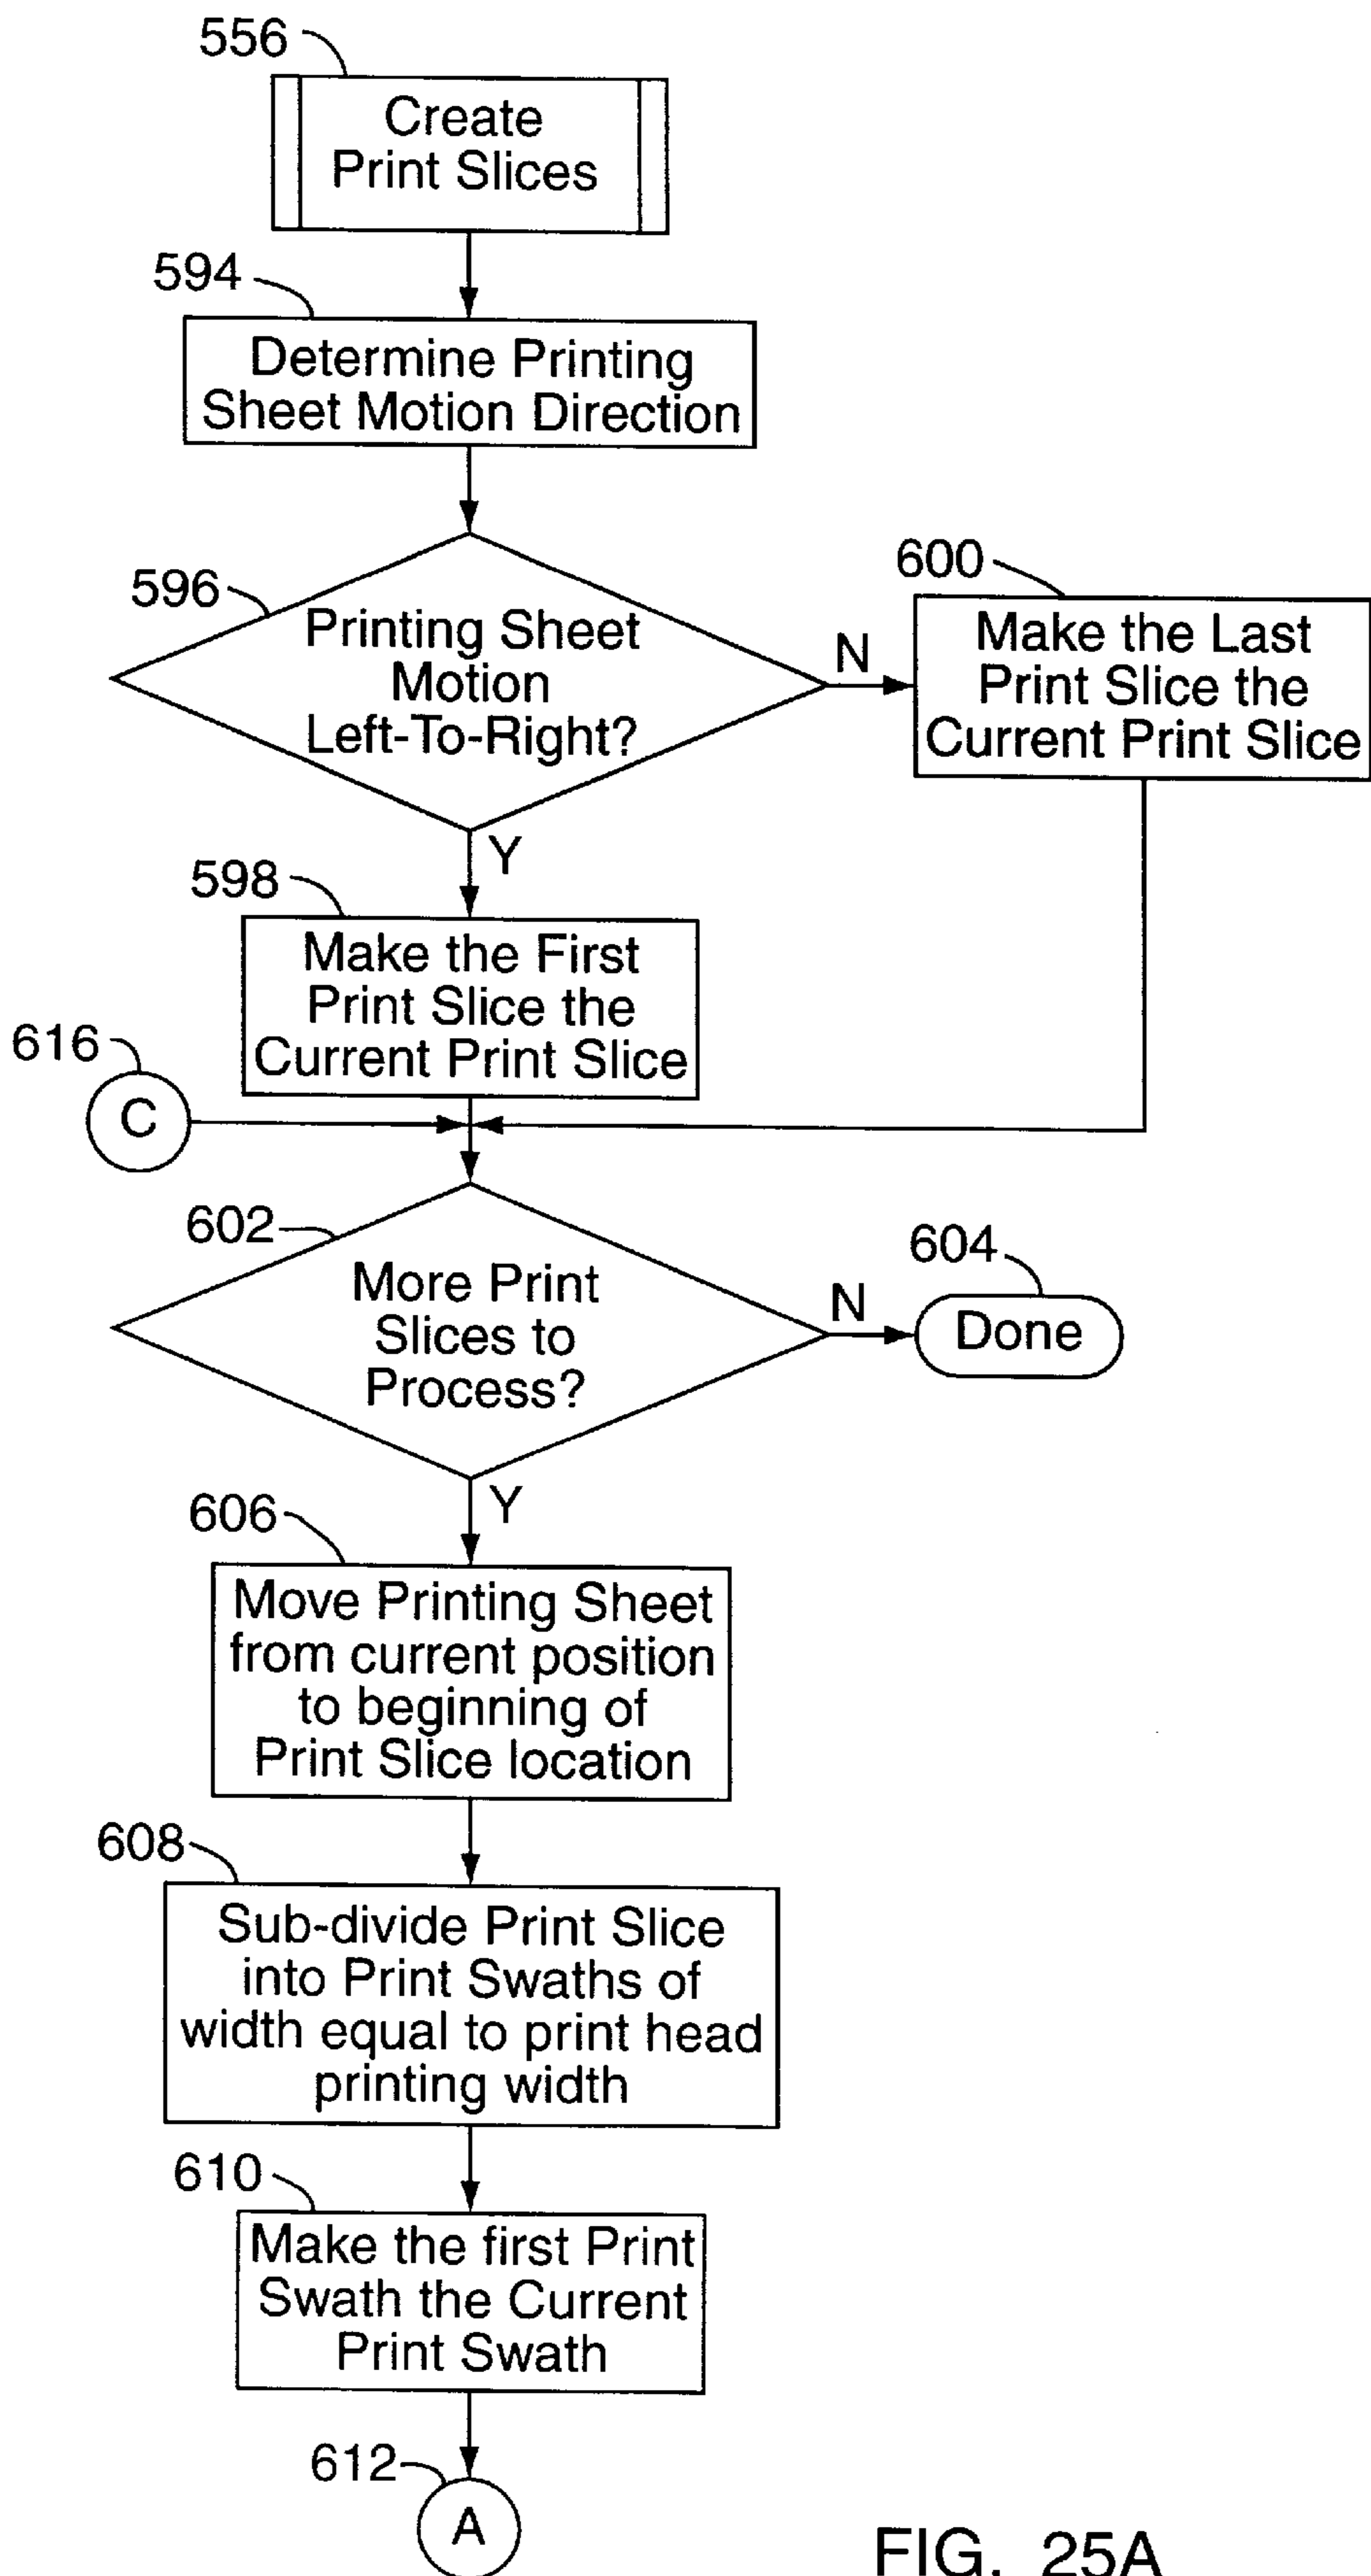 556
Create
Print Slices
594
Determine Printing
Sheet Motion Direction
596
Printing Sheet
Motion
Left-To-Right?
N
600
Make the Last
Print Slice the
Current Print Slice
Y
598
Make the First
Print Slice the
Current Print Slice
616
C
602
More Print
Slices to
Process?
N
604
Done
Y
606
Move Printing Sheet
from current position
to beginning of
Print Slice location
608
Sub-divide Print Slice
into Print Swaths of
width equal to print head
printing width
610
Make the first Print
Swath the Current
Print Swath
612
A
FIG. 25A